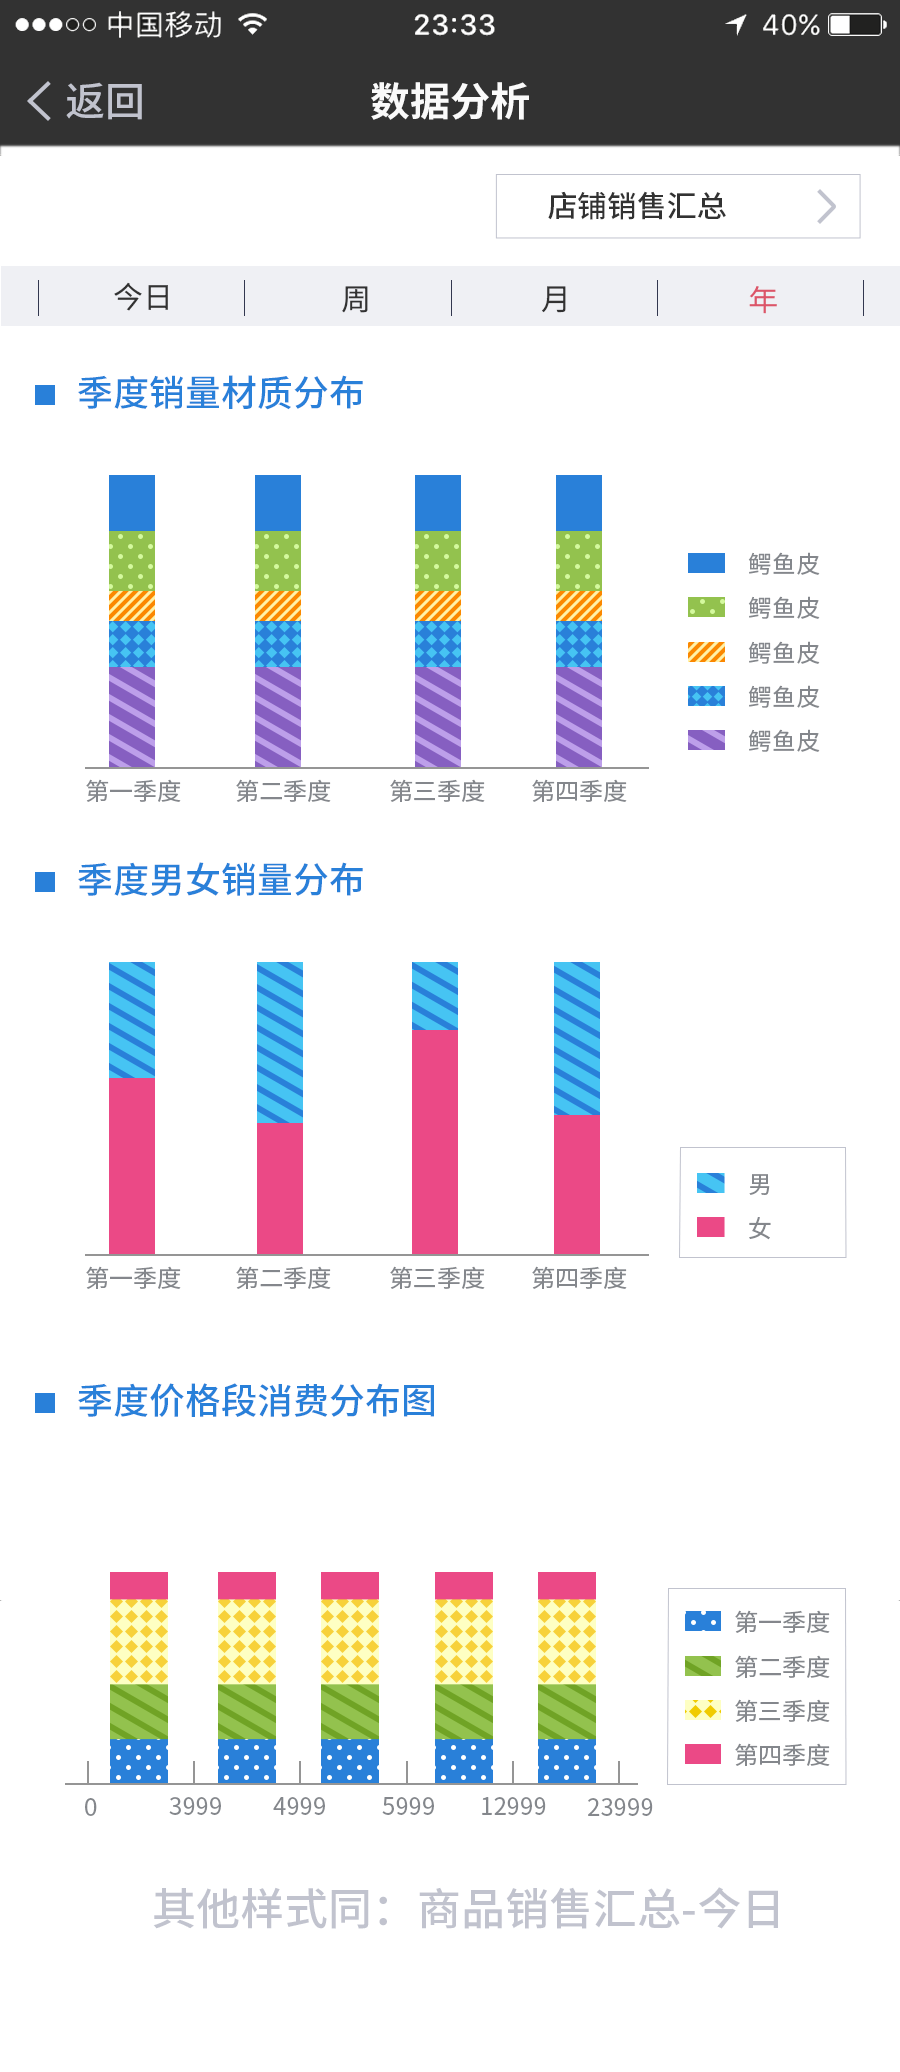 中国移动 23:33 40%
返回 数据分析
店铺销售汇总
今日 周 月 年
季度销量材质分布
鳄鱼皮
鳄鱼皮
鳄鱼皮
鳄鱼皮
鳄鱼皮
第一季度 第二季度 第三季度 第四季度
季度男女销量分布
男
女
第一季度 第二季度 第三季度 第四季度
季度价格段消费分布图
第一季度
第二季度
第三季度
第四季度
0 3999 4999 5999 12999 23999
其他样式同：商品销售汇总-今日